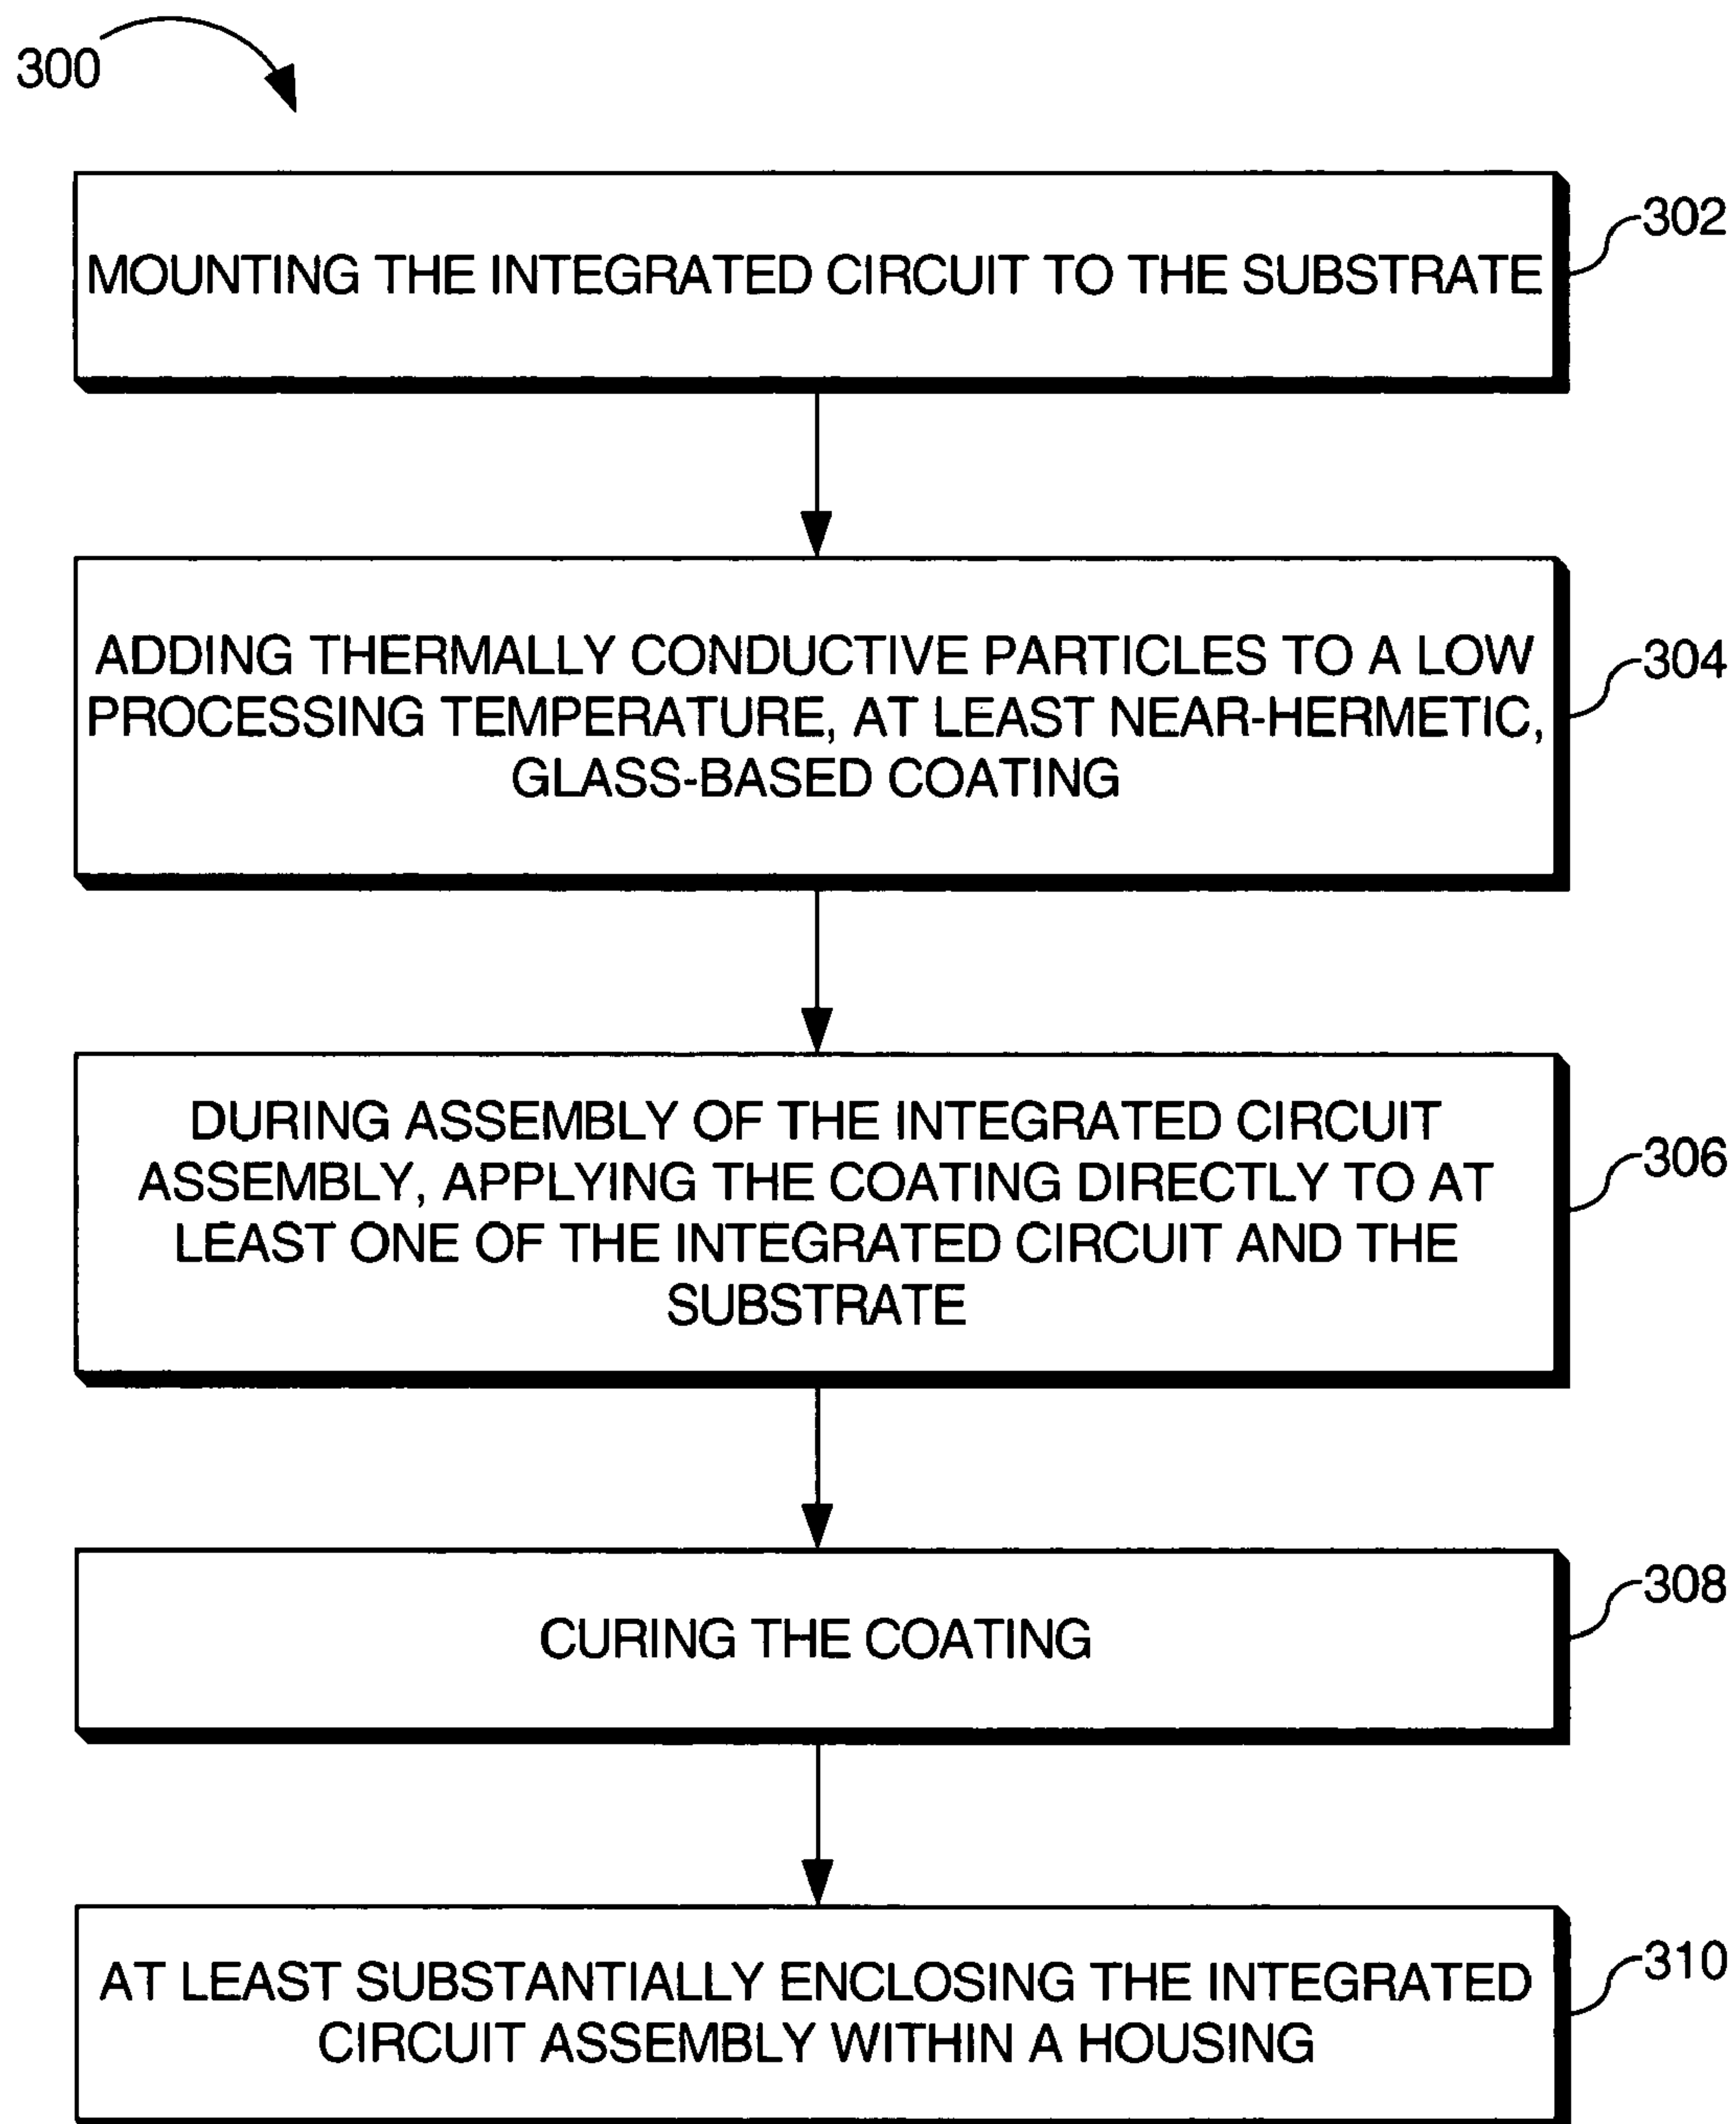 300
MOUNTING THE INTEGRATED CIRCUIT TO THE SUBSTRATE
302
ADDING THERMALLY CONDUCTIVE PARTICLES TO A LOW
PROCESSING TEMPERATURE, AT LEAST NEAR-HERMETIC,
GLASS-BASED COATING
304
DURING ASSEMBLY OF THE INTEGRATED CIRCUIT
ASSEMBLY, APPLYING THE COATING DIRECTLY TO AT
LEAST ONE OF THE INTEGRATED CIRCUIT AND THE
SUBSTRATE
306
CURING THE COATING
308
AT LEAST SUBSTANTIALLY ENCLOSING THE INTEGRATED
CIRCUIT ASSEMBLY WITHIN A HOUSING
310